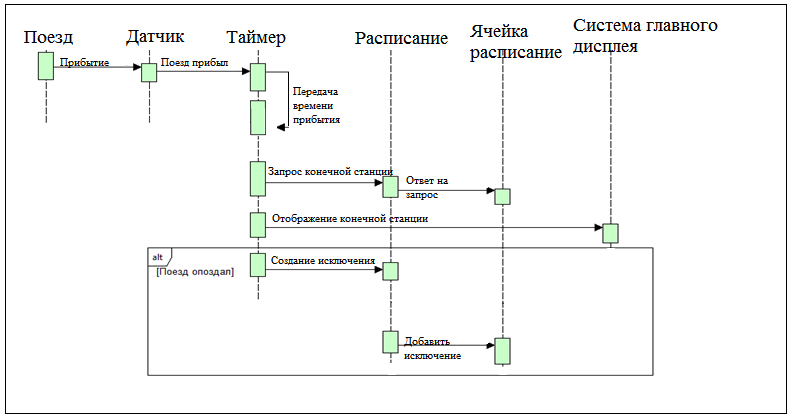 Поезд
Датчик
Таймер
Расписание
Ячейка
расписание
Система главного
дисплея
Прибытие
Поезд прибыл
Передача
времени
прибытия
Запрос конечной станции
Ответ на
запрос
Отображение конечной станции
alt
[Поезд опоздал]
Создание исключения
Добавить
исключение